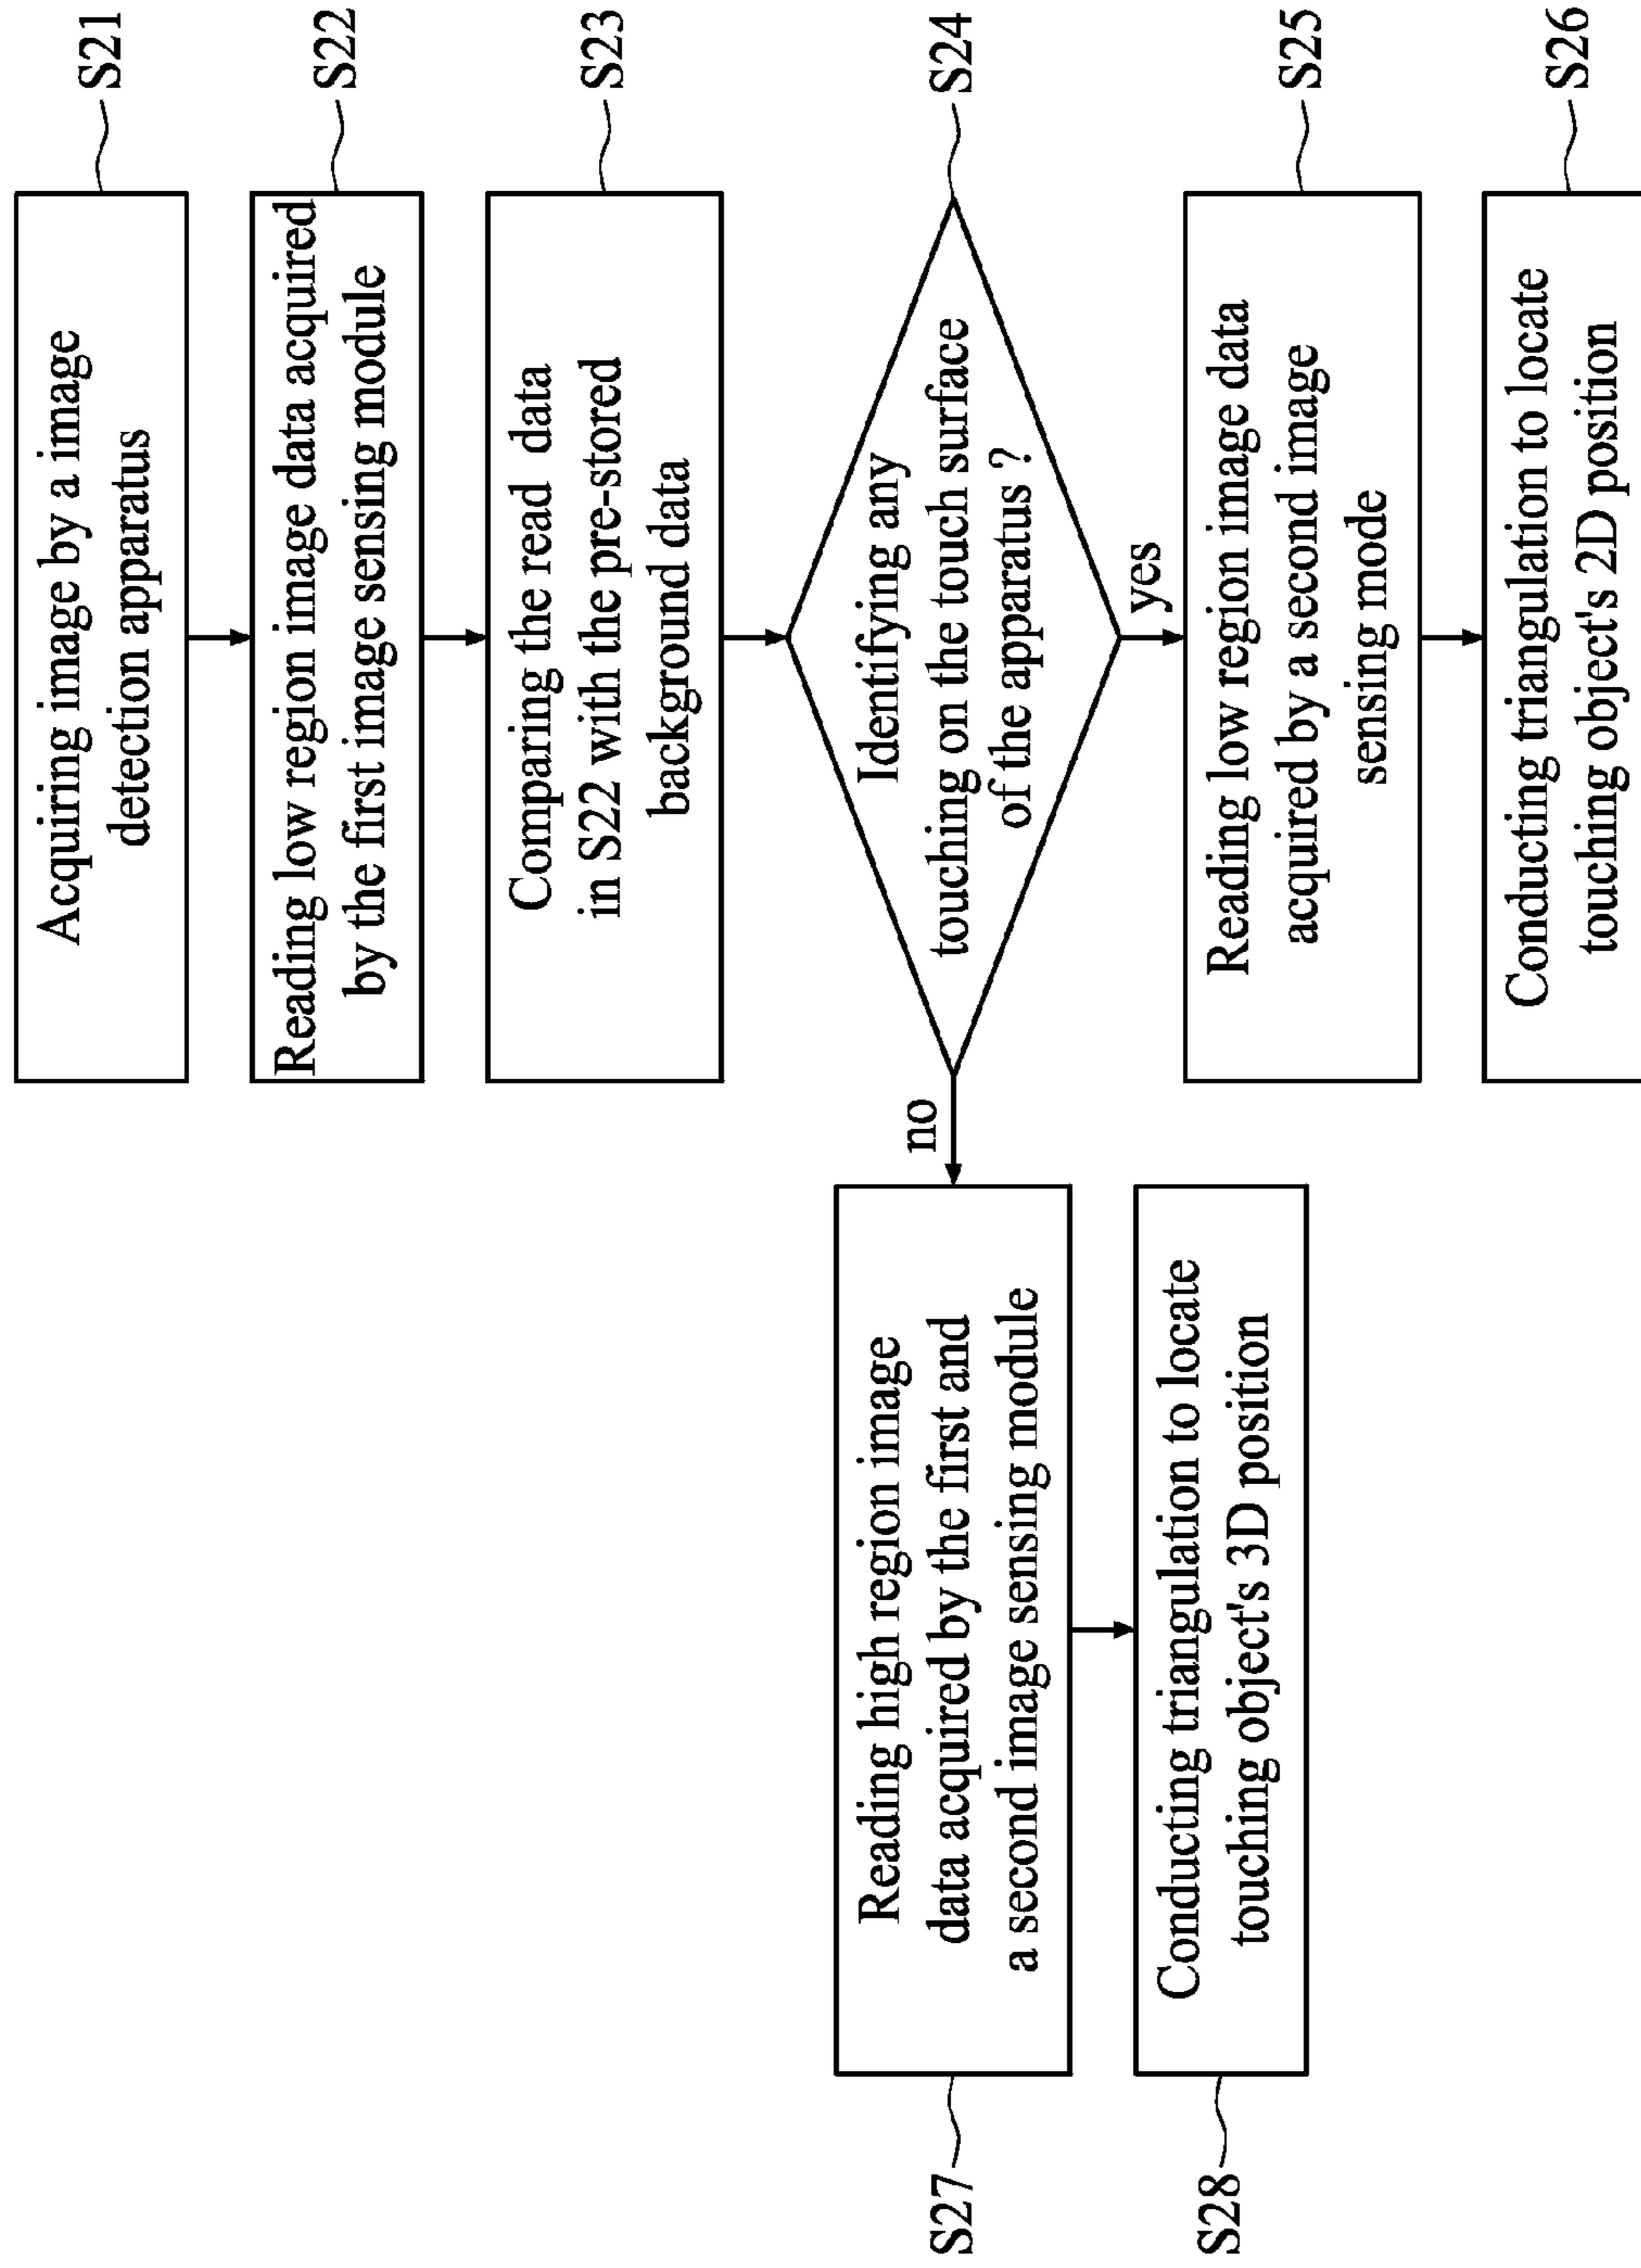 Acquiring image by a image
detection apparatus
S21
Reading low region image data acquired
by the first image sensing module
S22
Comparing the read data
in S22 with the pre-stored
background data
S23
Identifying any
touching on the touch surface
of the apparatus ?
S24
no
yes
Reading low region image data
acquired by a second image
sensing mode
S25
Conducting triangulation to locate
touching object's 2D position
S26
Reading high region image
data acquired by the first and
a second image sensing module
S27
Conducting triangulation to locate
touching object's 3D position
S28